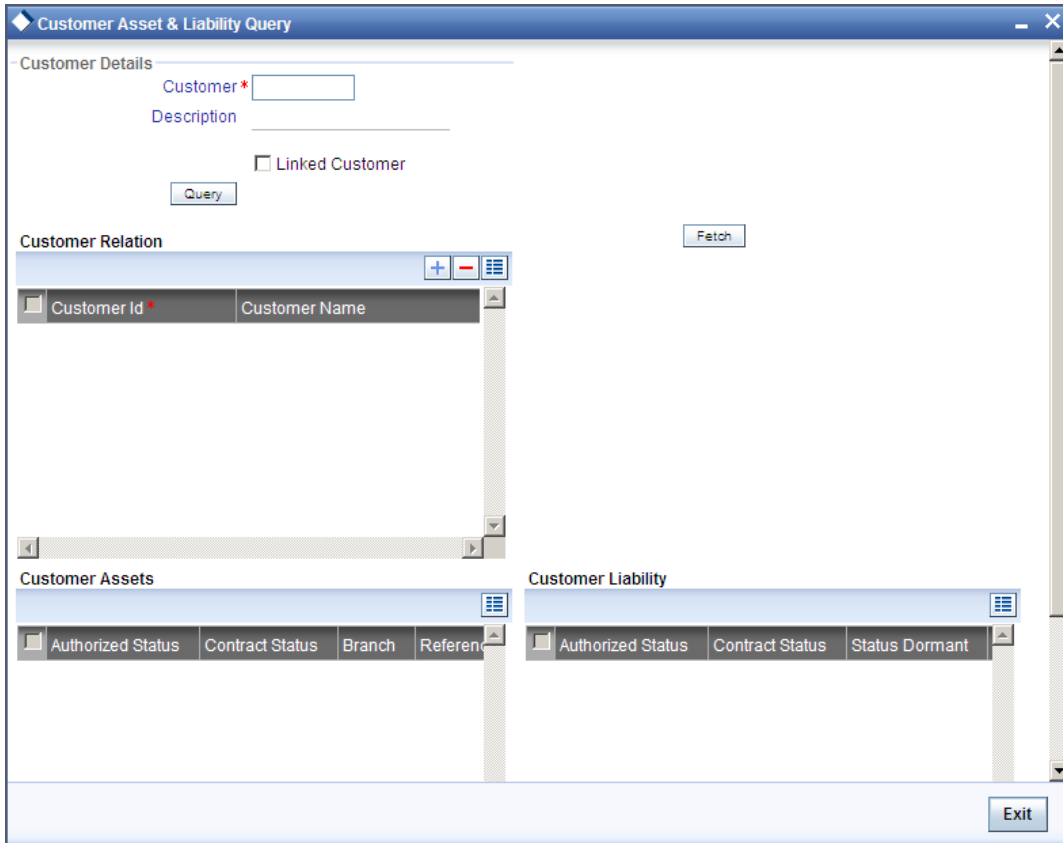 Customer Asset & Liability Query
Customer Details
Customer *
Description
Linked Customer
Query
Fetch
Customer Relation
Customer Id * Customer Name
Customer Assets
Authorized Status Contract Status Branch Referenc
Customer Liability
Authorized Status Contract Status Status Dormant
Exit